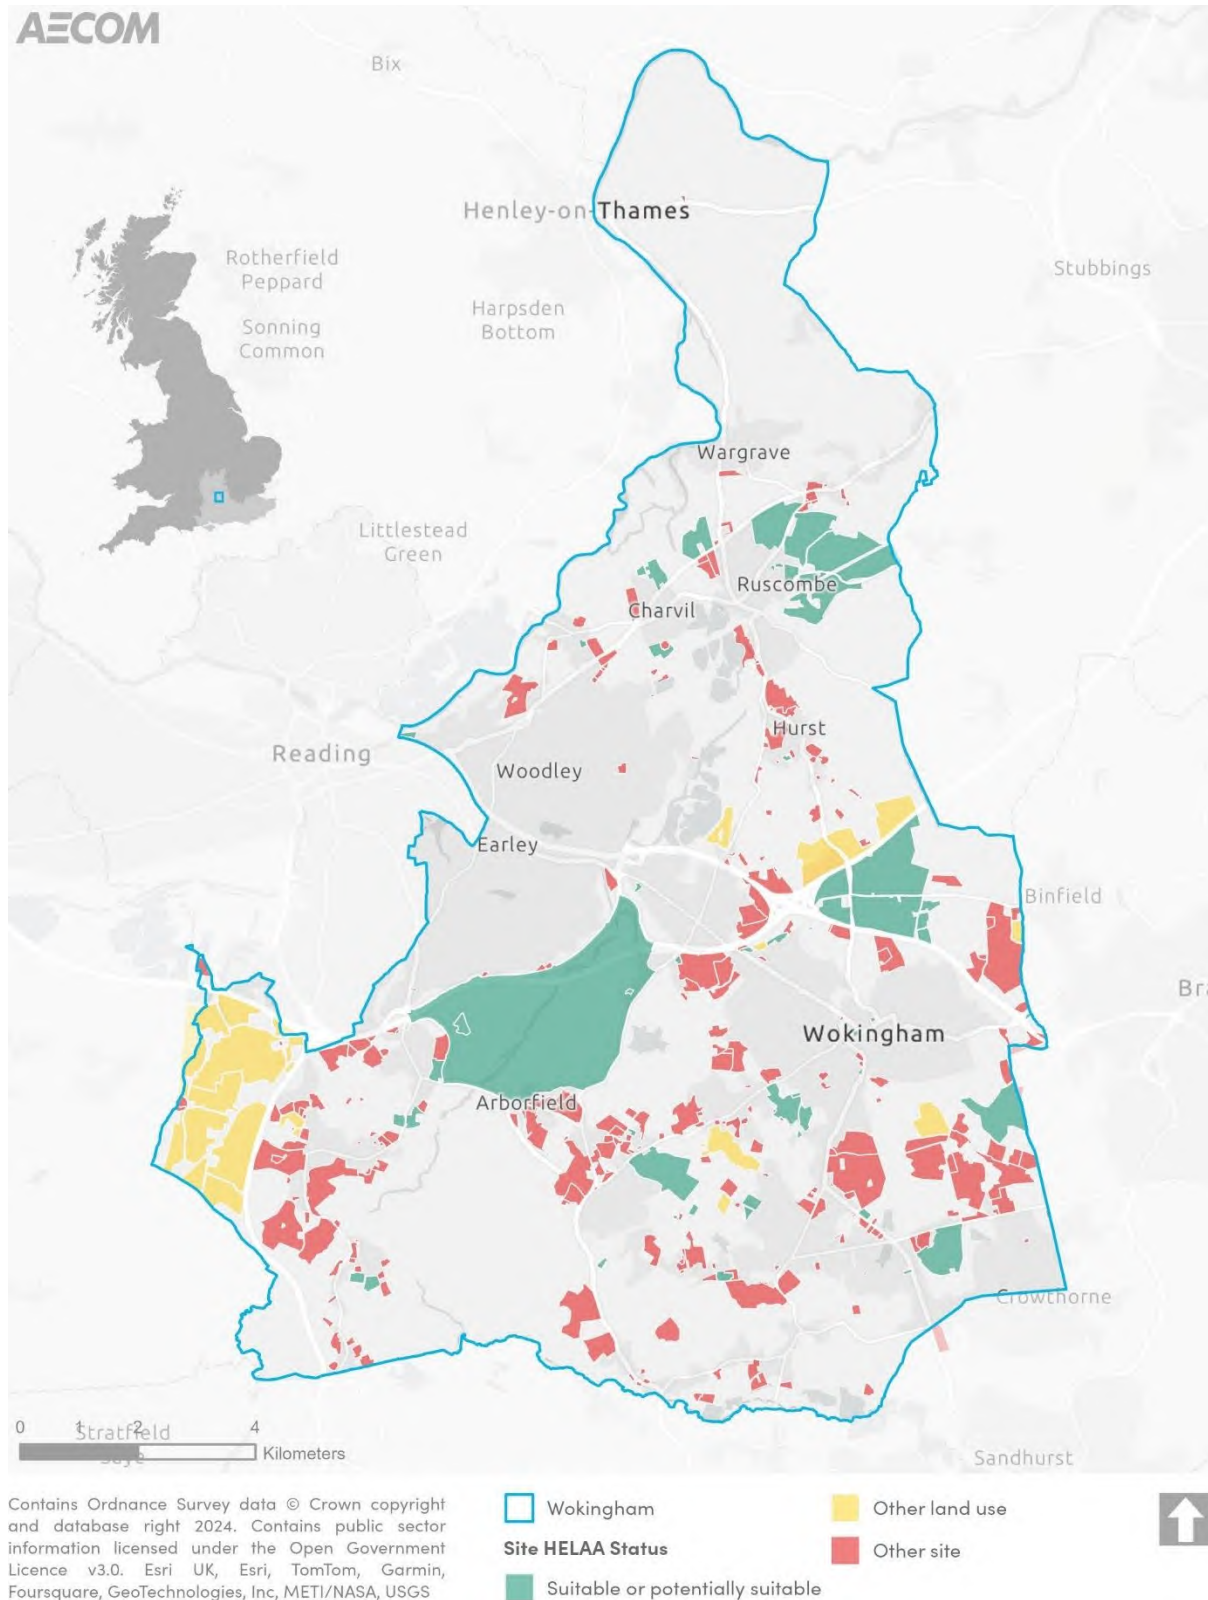 AECOM
Bix
Henley-on-Thames
Rotherfield
Peppard
Stubbings
Harpsden
Bottom
Sonning
Common
Wargrave
Littlestead
Green
Ruscombe
Charvil
Hurst
Reading
Woodley
Earley
Binfield
Bra
Wokingham
Arborfield
Crowthorne
0 2 4
Kilometers
Stratfield
Saye
Sandhurst
Contains Ordnance Survey data © Crown copyright
and database right 2024. Contains public sector
information licensed under the Open Government
Licence v3.0. Esri UK, Esri, TomTom, Garmin,
Foursquare, GeoTechnologies, Inc, METI/NASA, USGS
Wokingham
Site HELAA Status
Suitable or potentially suitable
Other land use
Other site